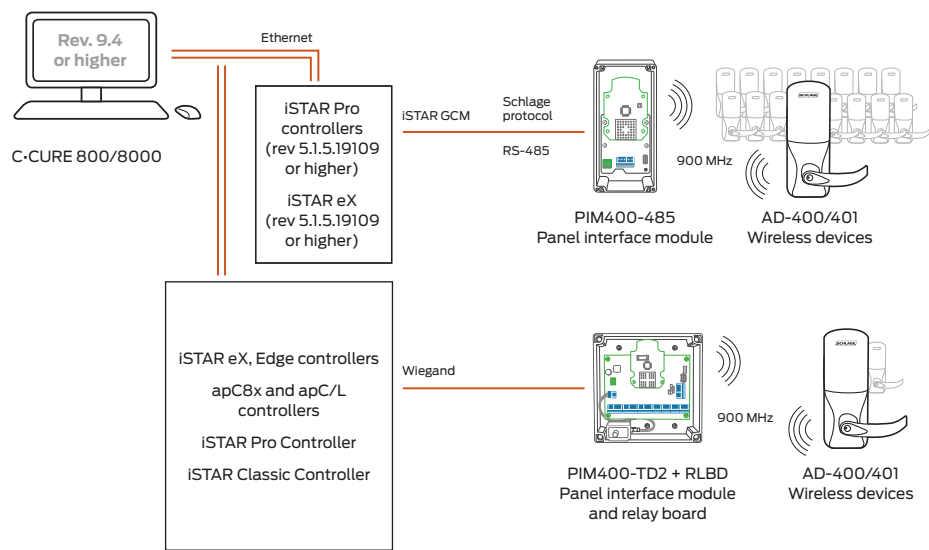 Rev. 9.4
or higher
C•CURE 800/8000
Ethernet
iSTAR Pro
controllers
(rev 5.1.5.19109
or higher)
iSTAR eX
(rev 5.1.5.19109
or higher)
iSTAR GCM
Schlage
protocol
RS-485
900 MHz
SCHLAGE
PIM400-485
Panel interface module
AD-400/401
Wireless devices
iSTAR eX, Edge controllers
apC8x and apC/L
controllers
iSTAR Pro Controller
iSTAR Classic Controller
Wiegand
900 MHz
SCHLAGE
PIM400-TD2 + RLBD
Panel interface module
and relay board
AD-400/401
Wireless devices